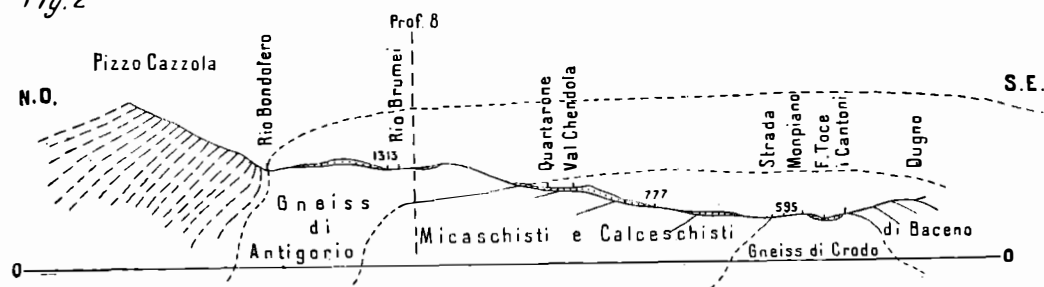 Fig. 2
Prof. 8
Pizzo Cazzola
N.O.
S.E.
Rio Bondolero
Rio Brumei
Quartarone
Val Chendola
Strada
Monpiano
F. Toce
i Cantoni
Dugno
1313
777
595
Gneiss
di
Antigorio
Micaschisti e Calceschisti
di Baceno
Gneiss di Crodo
0
0